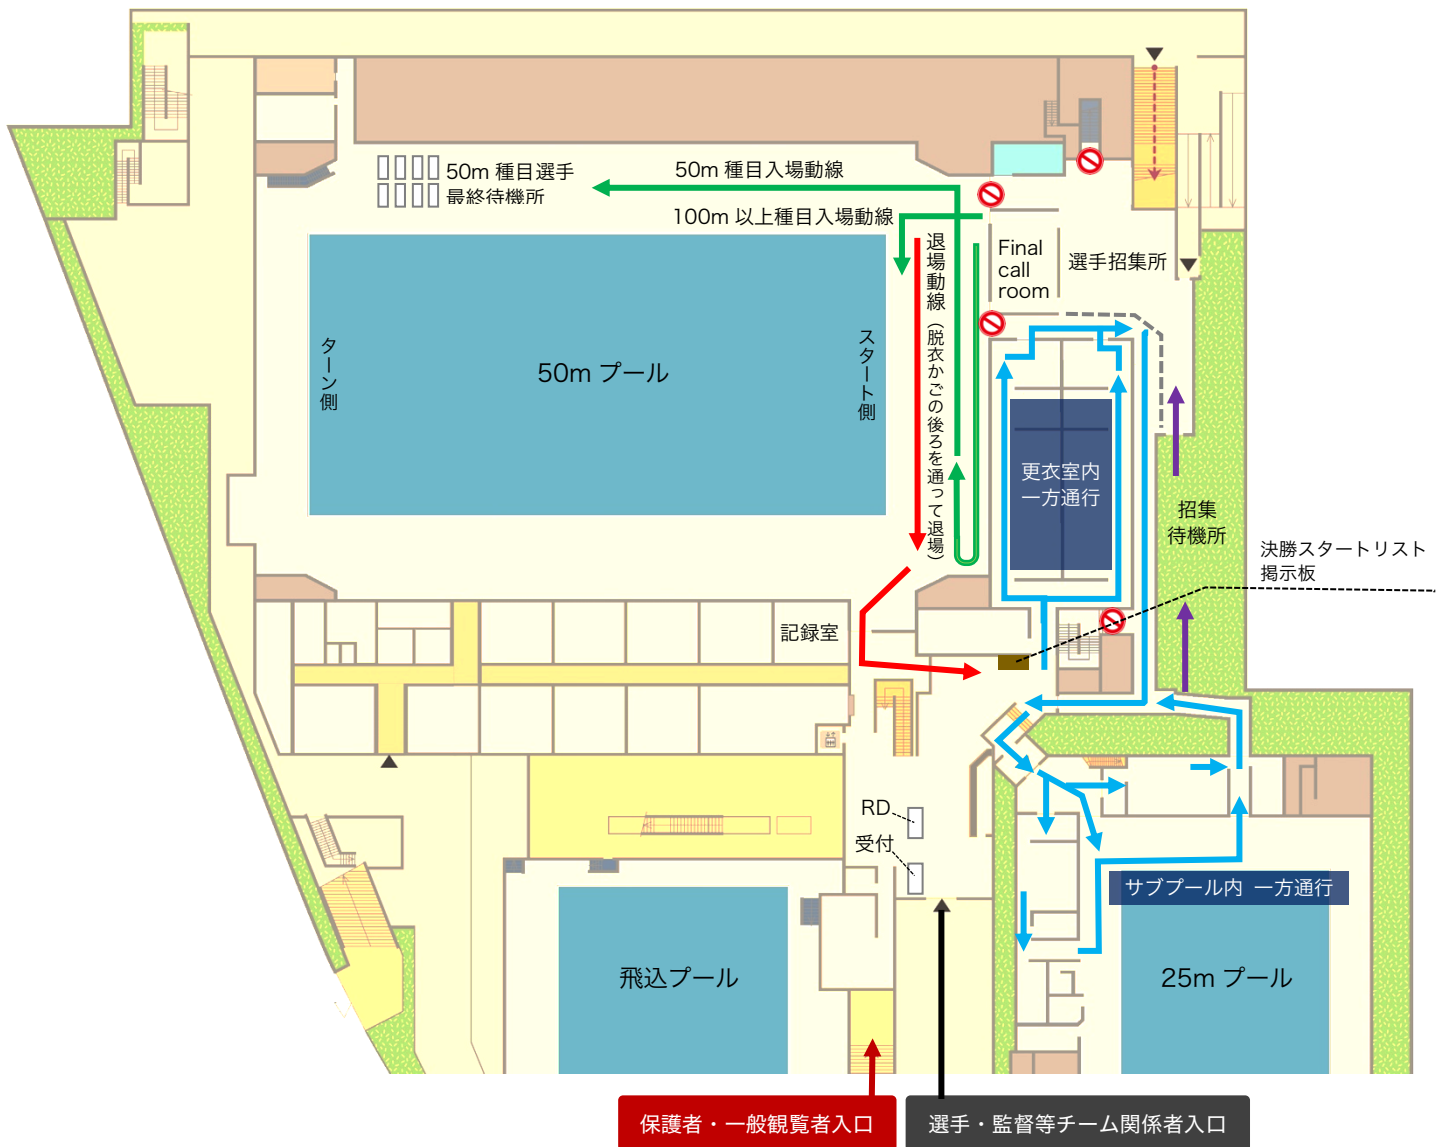 50m 種目選手
最終待機所
50m 種目入場動線
100m 以上種目入場動線
退場動線（脱衣かごの後ろを通って退場）
Final
call
room
選手招集所
ターン側
50m プール
スタート側
更衣室内
一方通行
招集
待機所
決勝スタートリスト
掲示板
記録室
RD
受付
サブプール内 一方通行
飛込プール
25m プール
保護者・一般観覧者入口
選手・監督等チーム関係者入口